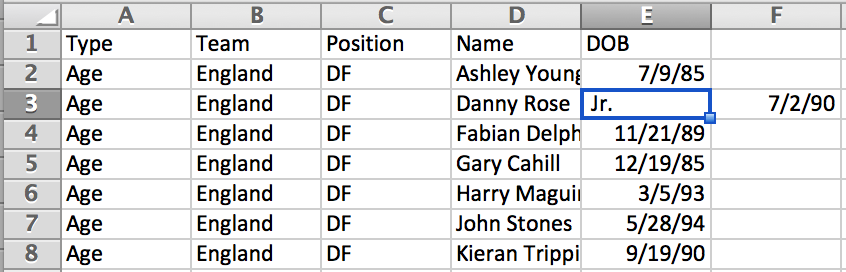 A B C D E F
1 Type Team Position Name DOB
2 Age England DF Ashley Young 7/9/85
3 Age England DF Danny Rose Jr. 7/2/90
4 Age England DF Fabian Delph 11/21/89
5 Age England DF Gary Cahill 12/19/85
6 Age England DF Harry Magui 3/5/93
7 Age England DF John Stones 5/28/94
8 Age England DF Kieran Trippi 9/19/90